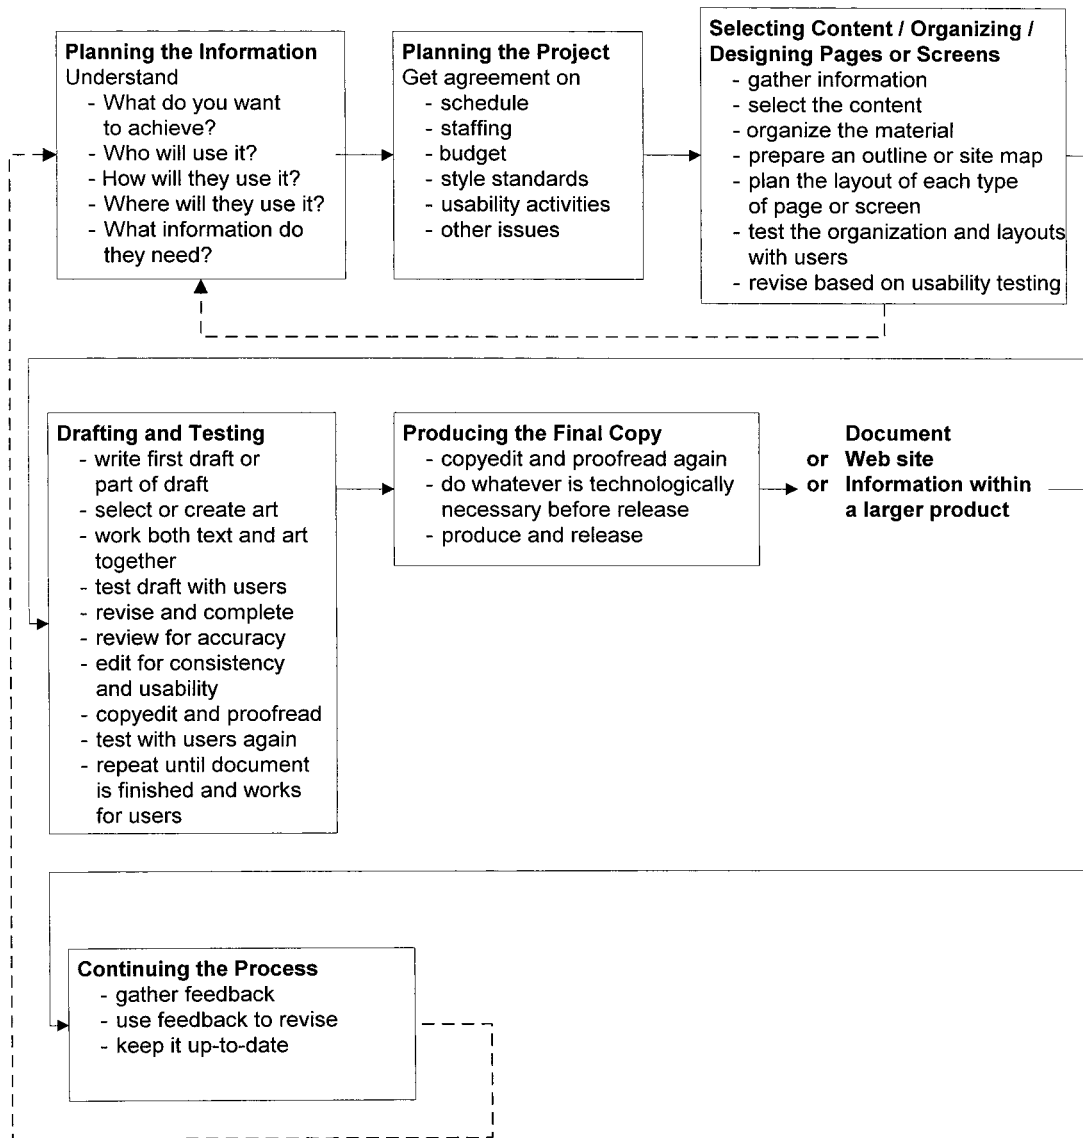 Planning the Information
Understand
- What do you want
to achieve?
- Who will use it?
- How will they use it?
- Where will they use it?
- What information do
they need?
Planning the Project
Get agreement on
- schedule
- staffing
- budget
- style standards
- usability activities
- other issues
Selecting Content / Organizing /
Designing Pages or Screens
- gather information
- select the content
- organize the material
- prepare an outline or site map
- plan the layout of each type
of page or screen
- test the organization and layouts
with users
- revise based on usability testing
Drafting and Testing
- write first draft or
part of draft
- select or create art
- work both text and art
together
- test draft with users
- revise and complete
- review for accuracy
- edit for consistency
and usability
- copyedit and proofread
- test with users again
- repeat until document
is finished and works
for users
Producing the Final Copy
- copyedit and proofread again
- do whatever is technologically
necessary before release
- produce and release
Document
or Web site
or Information within
a larger product
Continuing the Process
- gather feedback
- use feedback to revise
- keep it up-to-date